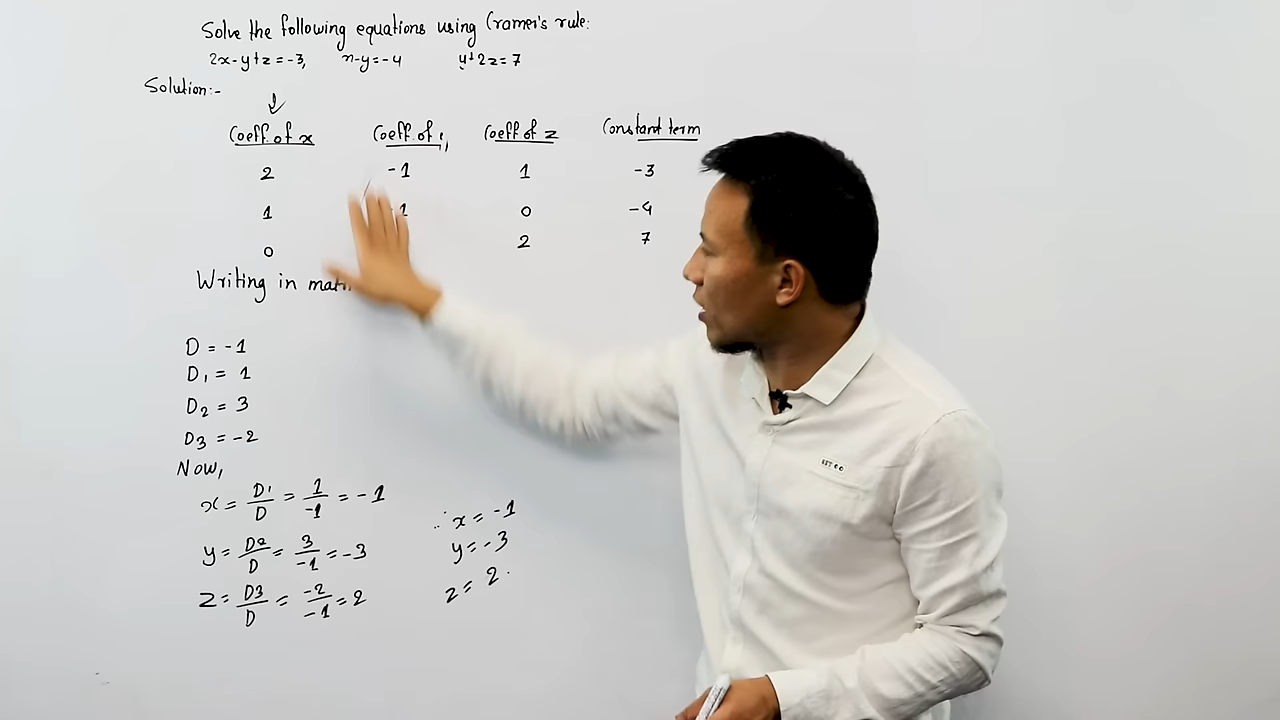 Solve the following equations using Cramer's rule:
2x-y+z=-3, x-y=-4 y+2z=7
Solution:-
Coeff. of x Coeff. of y Coeff of z Constant term
2 -1 1 -3
1 -1 0 -4
0 2 7
Writing in
D = -1
D1 = 1
D2 = 3
D3 = -2
Now,
x = D1/D = 1/-1 = -1
y = D2/D = 3/-1 = -3
z = D3/D = -2/-1 = 2
∴ x = -1
y = -3
z = 2.